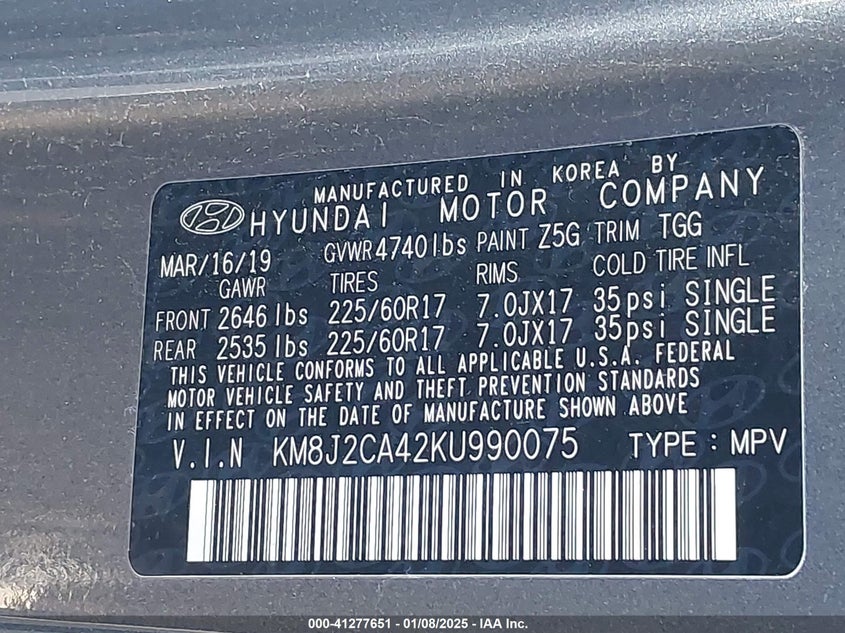 MANUFACTURED IN KOREA BY
HYUNDAI MOTOR COMPANY
MAR/16/19 GVWR4740lbs PAINT Z5G TRIM TGG
GAWR TIRES RIMS COLD TIRE INFL
FRONT 2646lbs 225/60R17 7.0JX17 35psi SINGLE
REAR 2535lbs 225/60R17 7.0JX17 35psi SINGLE
THIS VEHICLE CONFORMS TO ALL APPLICABLE U.S.A. FEDERAL
MOTOR VEHICLE SAFETY AND THEFT PREVENTION STANDARDS
IN EFFECT ON THE DATE OF MANUFACTURE SHOWN ABOVE
V.I.N KM8J2CA42KU990075 TYPE : MPV
000-41277651 - 01/08/2025 - IAA Inc.